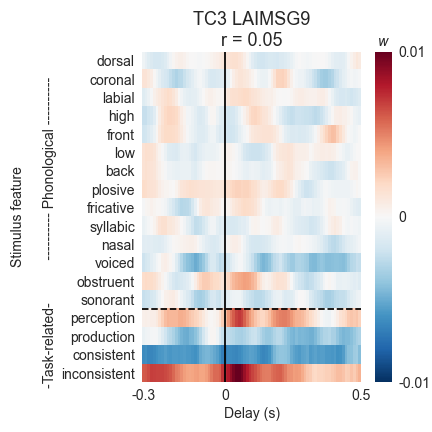 TC3 LAIMSG9
r = 0.05
w
dorsal
coronal
labial
high
front
low
back
plosive
fricative
syllabic
nasal
voiced
obstruent
sonorant
perception
production
consistent
inconsistent
Stimulus feature
---------- Phonological ----------
-Task-related-
-0.3
0
0.5
Delay (s)
0.01
0
-0.01